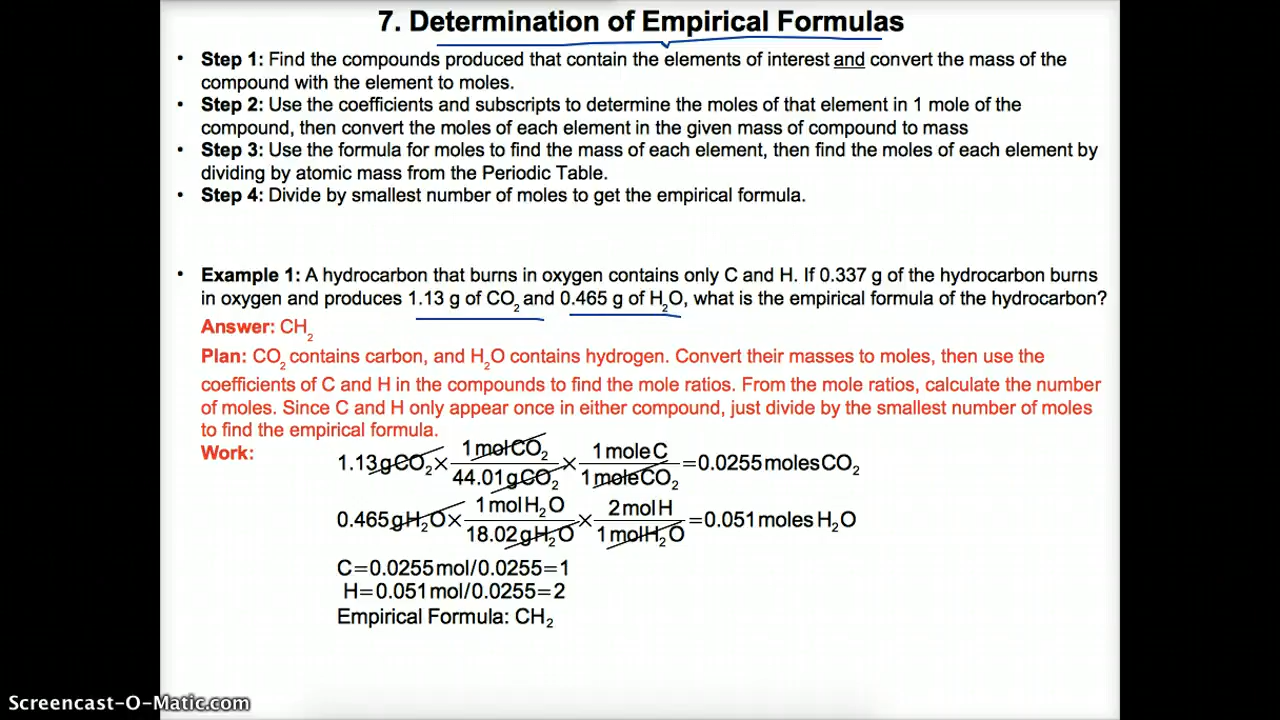 7. Determination of Empirical Formulas
• Step 1: Find the compounds produced that contain the elements of interest and convert the mass of the
compound with the element to moles.
• Step 2: Use the coefficients and subscripts to determine the moles of that element in 1 mole of the
compound, then convert the moles of each element in the given mass of compound to mass
• Step 3: Use the formula for moles to find the mass of each element, then find the moles of each element by
dividing by atomic mass from the Periodic Table.
• Step 4: Divide by smallest number of moles to get the empirical formula.
• Example 1: A hydrocarbon that burns in oxygen contains only C and H. If 0.337 g of the hydrocarbon burns
in oxygen and produces 1.13 g of CO₂ and 0.465 g of H₂O, what is the empirical formula of the hydrocarbon?
Answer: CH₂
Plan: CO₂ contains carbon, and H₂O contains hydrogen. Convert their masses to moles, then use the
coefficients of C and H in the compounds to find the mole ratios. From the mole ratios, calculate the number
of moles. Since C and H only appear once in either compound, just divide by the smallest number of moles
to find the empirical formula.
Work:
1.13gCO₂ × 1molCO₂/44.01gCO₂ × 1moleC/1moleCO₂ =0.0255molesCO₂
0.465gH₂O × 1molH₂O/18.02gH₂O × 2molH/1molH₂O =0.051moles H₂O
C=0.0255mol/0.0255=1
H=0.051mol/0.0255=2
Empirical Formula: CH₂
Screencast-O-Matic.com